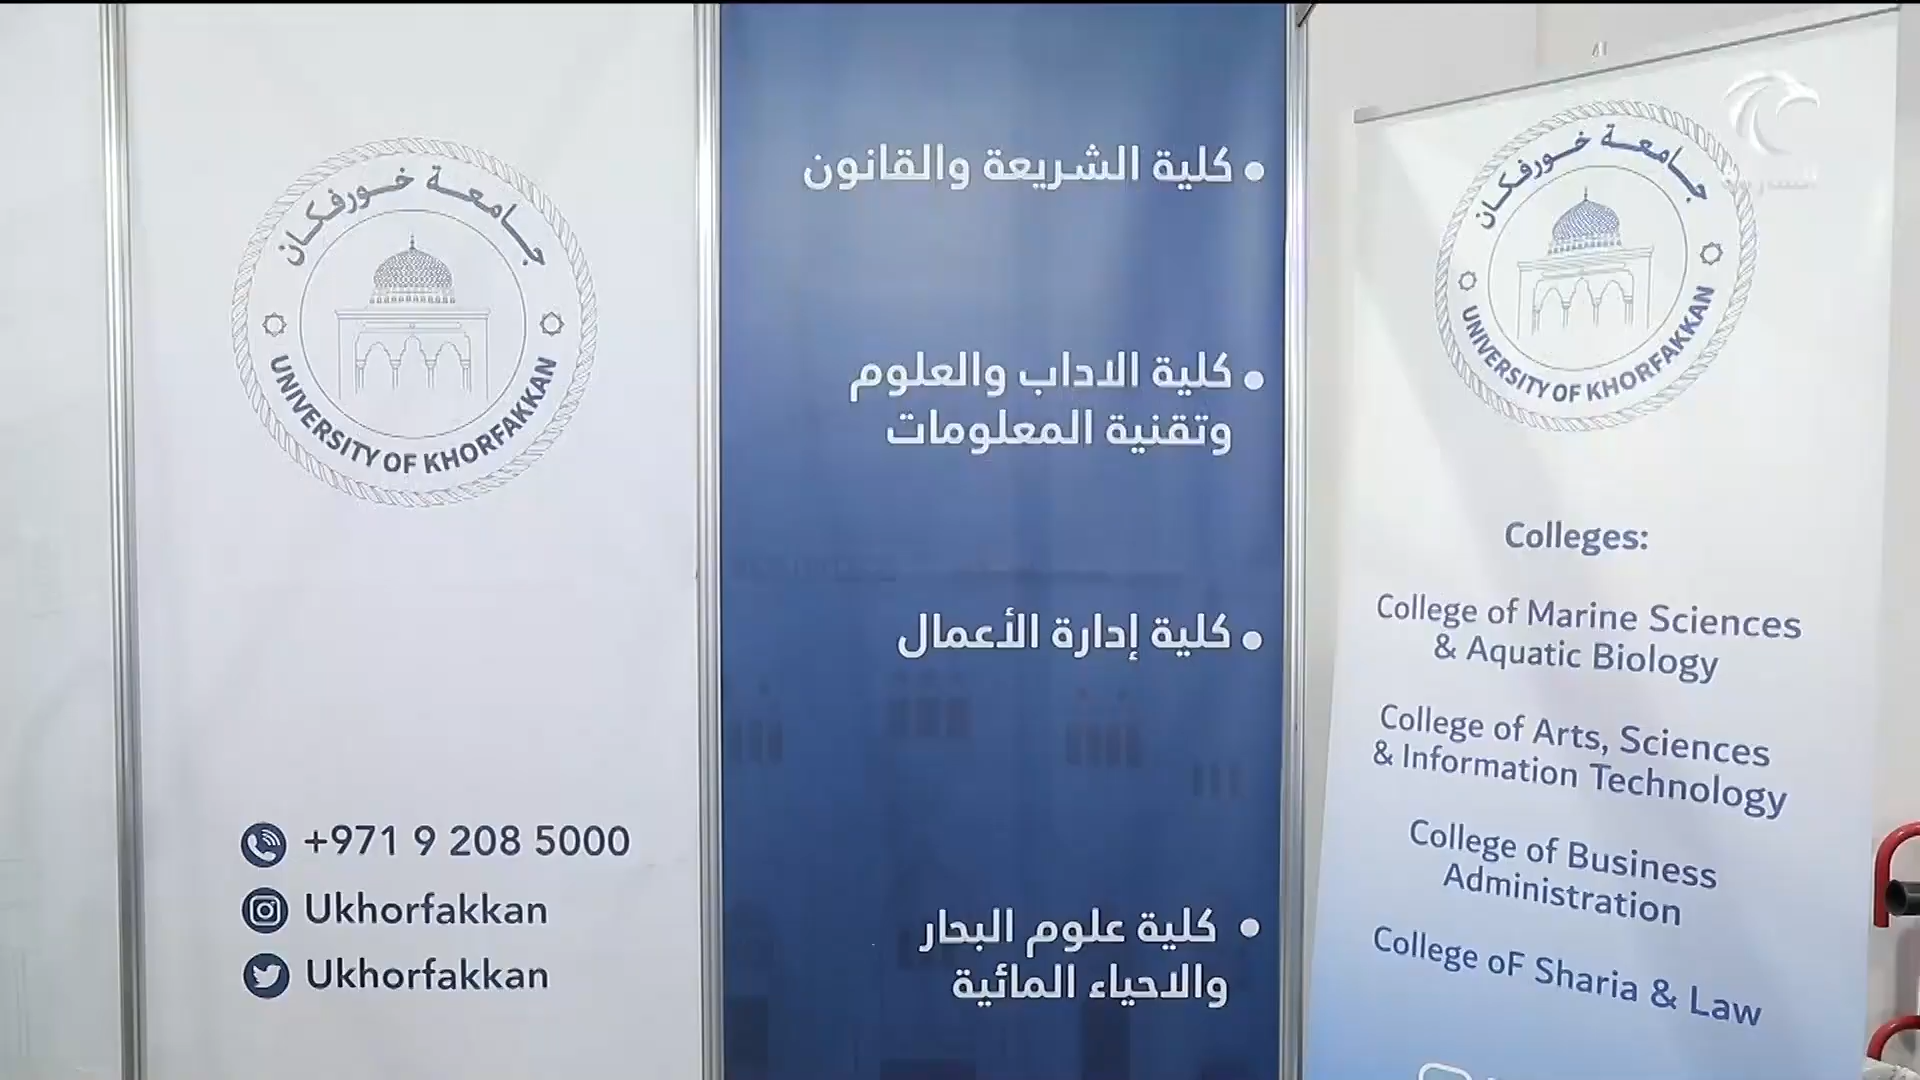 جامعة خورفكان
UNIVERSITY OF KHORFAKKAN
+971 9 208 5000
Ukhorfakkan
Ukhorfakkan
• كلية الشريعة والقانون
• كلية الاداب والعلوم
وتقنية المعلومات
• كلية إدارة الأعمال
• كلية علوم البحار
والاحياء المائية
جامعة خورفكان
UNIVERSITY OF KHORFAKKAN
Colleges:
College of Marine Sciences
& Aquatic Biology
College of Arts, Sciences
& Information Technology
College of Business
Administration
College oF Sharia & Law